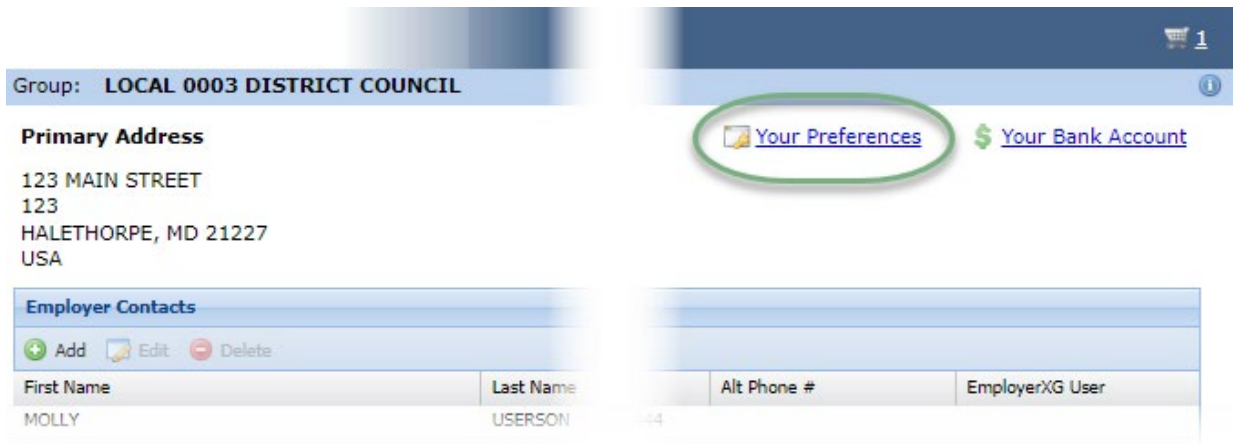 1
Group: LOCAL 0003 DISTRICT COUNCIL
Primary Address
Your Preferences
$ Your Bank Account
123 MAIN STREET
123
HALETHORPE, MD 21227
USA
Employer Contacts
Add Edit Delete
First Name Last Name Alt Phone # EmployerXG User
MOLLY USERSON 44